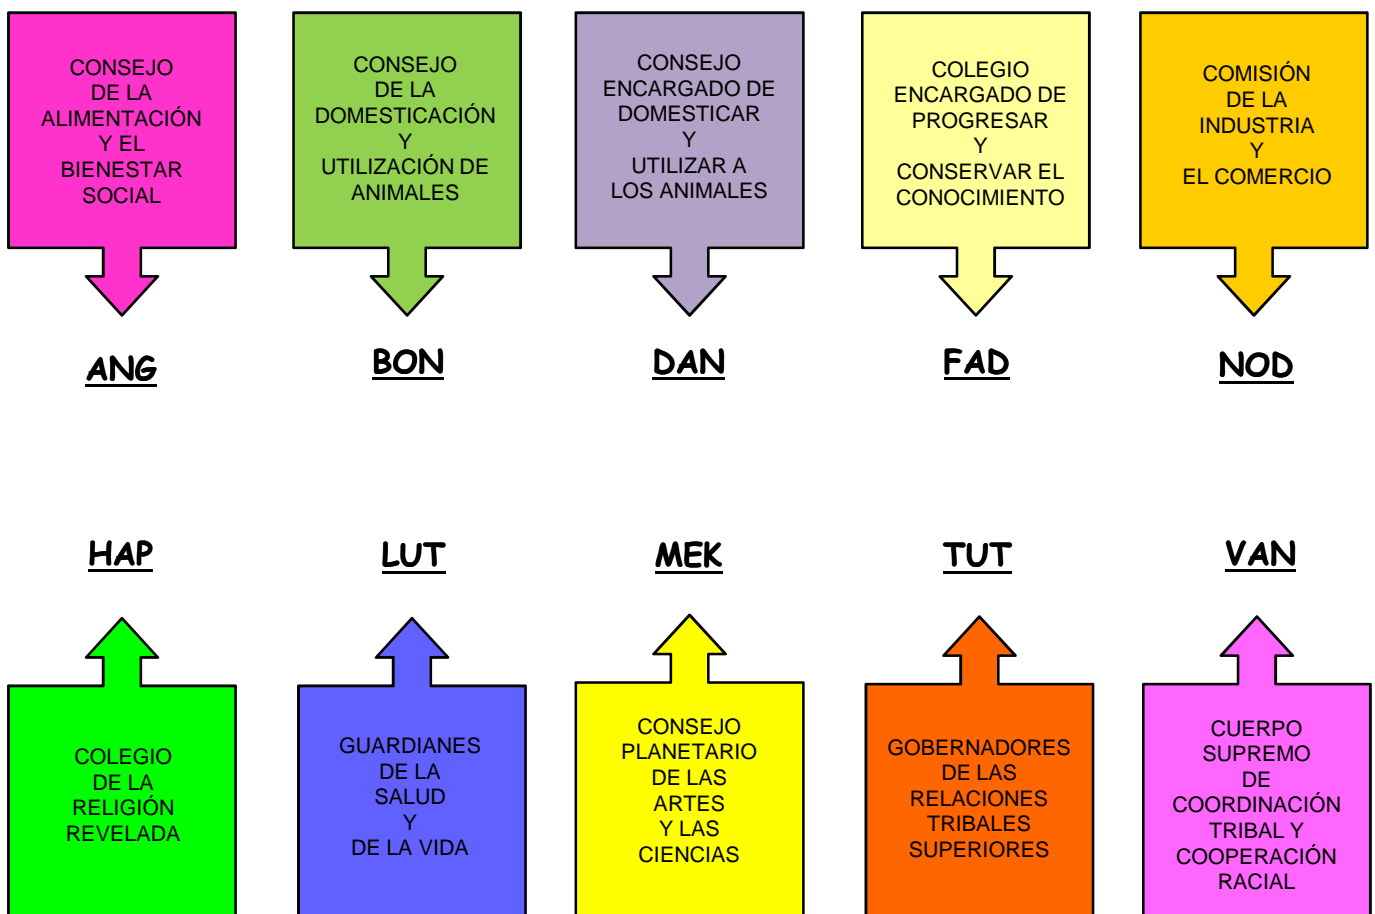 CONSEJO
DE LA
ALIMENTACIÓN
Y EL
BIENESTAR
SOCIAL
ANG
CONSEJO
DE LA
DOMESTICACIÓN
Y
UTILIZACIÓN DE
ANIMALES
BON
CONSEJO
ENCARGADO DE
DOMESTICAR
Y
UTILIZAR A
LOS ANIMALES
DAN
COLEGIO
ENCARGADO DE
PROGRESAR
Y
CONSERVAR EL
CONOCIMIENTO
FAD
COMISIÓN
DE LA
INDUSTRIA
Y
EL COMERCIO
NOD
HAP
COLEGIO
DE LA
RELIGIÓN
REVELADA
LUT
GUARDIANES
DE LA
SALUD
Y
DE LA VIDA
MEK
CONSEJO
PLANETARIO
DE LAS
ARTES
Y LAS
CIENCIAS
TUT
GOBERNADORES
DE LAS
RELACIONES
TRIBALES
SUPERIORES
VAN
CUERPO
SUPREMO
DE
COORDINACIÓN
TRIBAL Y
COOPERACIÓN
RACIAL